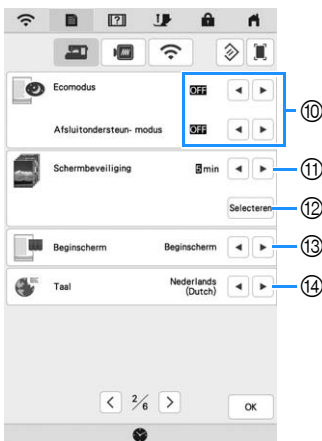 Ecomodus OFF
⑩
Afsluitondersteun- modus OFF
Schermbeveiliging 5 min
⑪
Selecteren
⑫
Beginscherm Beginscherm
⑬
Taal Nederlands
(Dutch)
⑭
2/6
OK